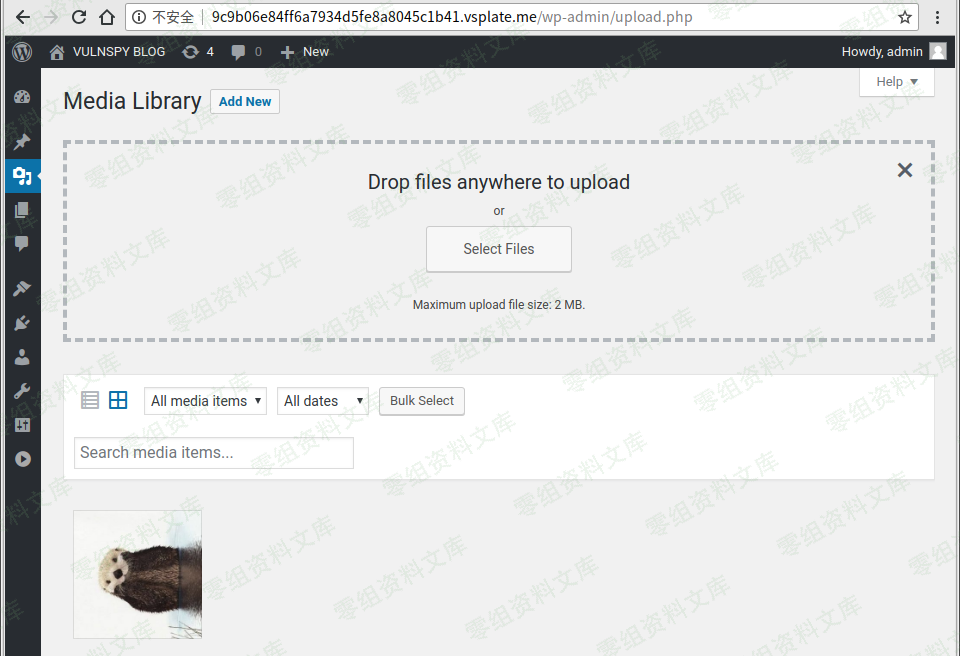 不安全 9c9b06e84ff6a7934d5fe8a8045c1b41.vsplate.me/wp-admin/upload.php
VULNSPY BLOG 4 0 New Howdy, admin
Help
Media Library Add New
Drop files anywhere to upload
or
Select Files
Maximum upload file size: 2 MB.
All media items All dates Bulk Select
Search media items...
零组资料文库